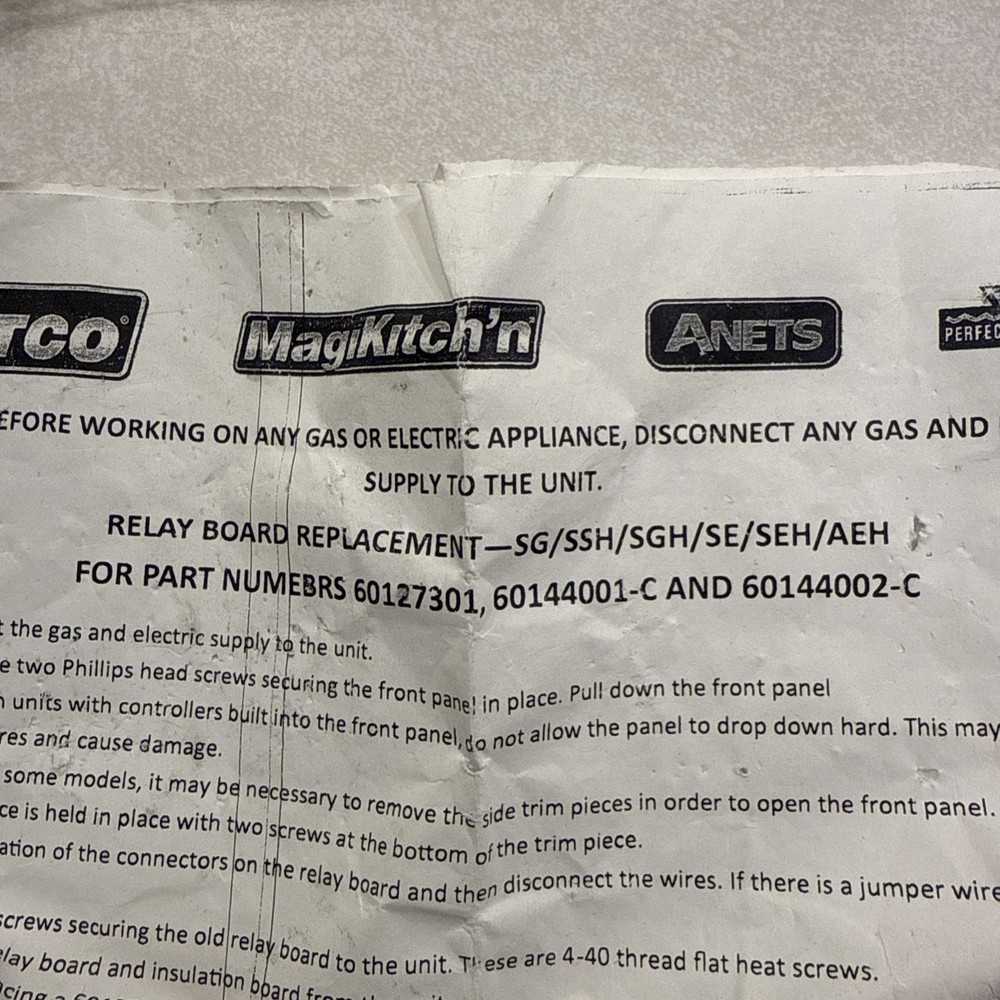 TCO® MagiKitch'n ANETS PERFEC
EFORE WORKING ON ANY GAS OR ELECTRIC APPLIANCE, DISCONNECT ANY GAS AND
SUPPLY TO THE UNIT.
RELAY BOARD REPLACEMENT—SG/SSH/SGH/SE/SEH/AEH
FOR PART NUMEBRS 60127301, 60144001-C AND 60144002-C
t the gas and electric supply to the unit.
e two Phillips head screws securing the front panel in place. Pull down the front panel
n units with controllers built into the front panel, do not allow the panel to drop down hard. This may
res and cause damage.
some models, it may be necessary to remove the side trim pieces in order to open the front panel.
ce is held in place with two screws at the bottom of the trim piece.
ation of the connectors on the relay board and then disconnect the wires. If there is a jumper wire
screws securing the old relay board to the unit. These are 4-40 thread flat heat screws.
elay board and insulation board from